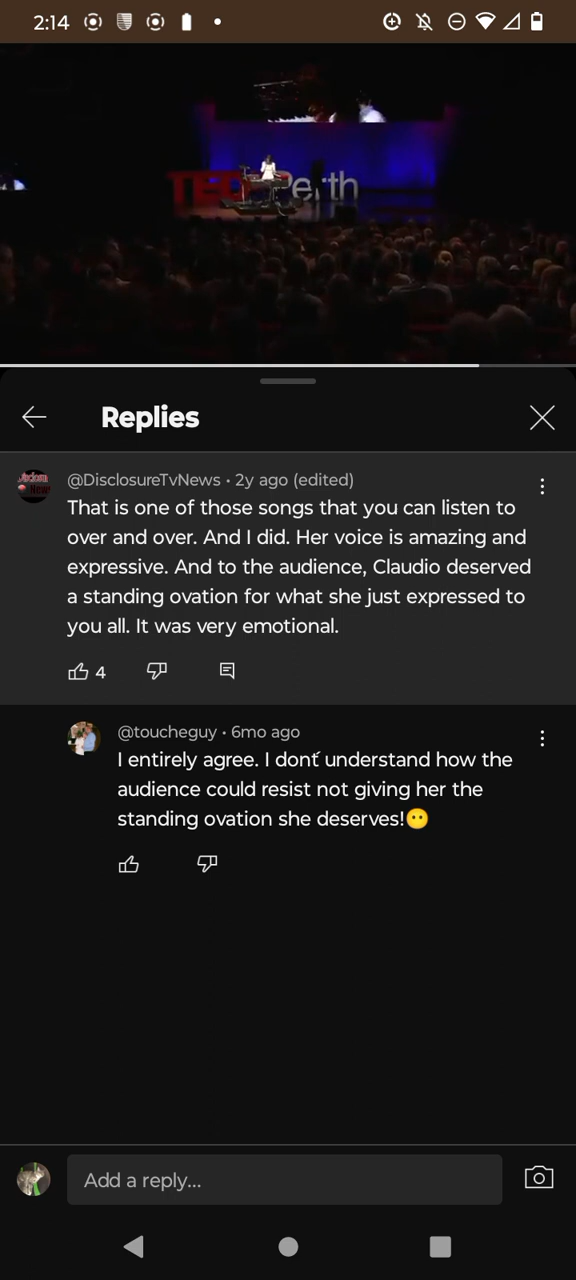 2:14
TEDxPerth
Replies
@DisclosureTvNews • 2y ago (edited)
That is one of those songs that you can listen to
over and over. And I did. Her voice is amazing and
expressive. And to the audience, Claudio deserved
a standing ovation for what she just expressed to
you all. It was very emotional.
4
@toucheguy • 6mo ago
I entirely agree. I dont´ understand how the
audience could resist not giving her the
standing ovation she deserves!😶
Add a reply...